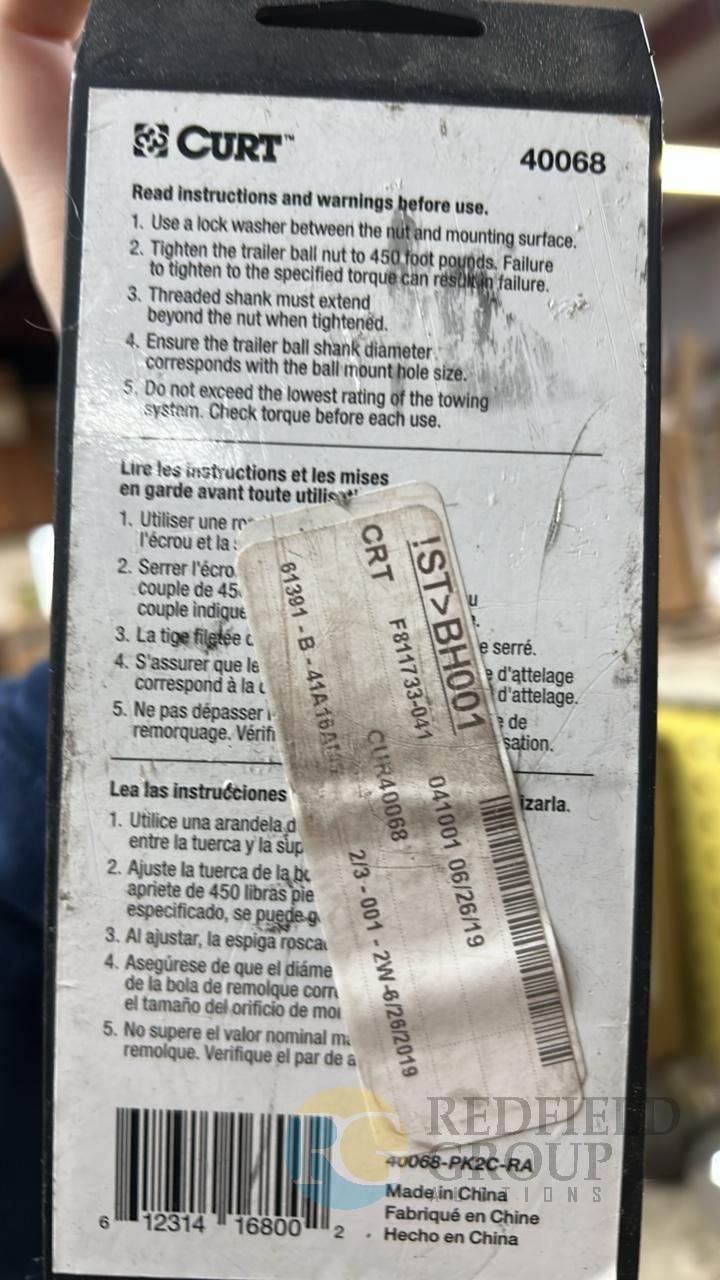 CURT™
40068
Read instructions and warnings before use.
1. Use a lock washer between the nut and mounting surface.
2. Tighten the trailer ball nut to 450 foot pounds. Failure
to tighten to the specified torque can result in failure.
3. Threaded shank must extend
beyond the nut when tightened.
4. Ensure the trailer ball shank diameter
corresponds with the ball mount hole size.
5. Do not exceed the lowest rating of the towing
system. Check torque before each use.
Lire les instructions et les mises
en garde avant toute
1. Utiliser une
l'écrou et la
2. Serrer l'écro
couple de 45
couple indique
3. La tige filetée
e serré.
4. S'assurer que le
d'attelage
correspond à la
d'attelage.
5. Ne pas dépasser
de
remorquage. Vérifi
sation.
!ST>BH001
CRT F811733-041 041001 06/26/19
CUR40068
61391 - B -
2/3 - 001 - 2W-6/26/2019
Lea las instrucciones
izarla.
1. Utilice una arandela d
entre la tuerca y la sup
2. Ajuste la tuerca de la bo
apriete de 450 libras pie
especificado, se puede g
3. Al ajustar, la espiga rosca
4. Asegúrese de que el diáme
de la bola de remolque corr
el tamaño del orificio de mo
5. No supere el valor nominal m
remolque. Verifique el par de a
6 12314 16800 2
40068-PK2C-RA
Made in China
Fabriqué en Chine
Hecho en China
RG REDFIELD
GROUP
AUCTIONS